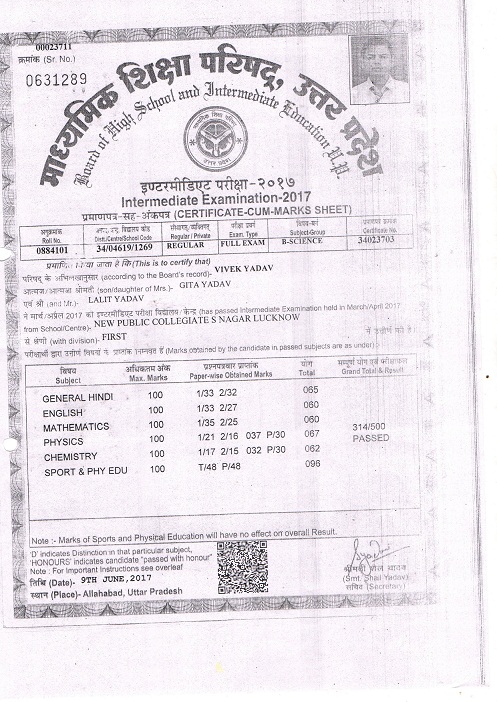 00023711
क्रमांक (Sr. No.)
0631289
माध्यमिक शिक्षा परिषद्, उत्तर प्रदेश
Board of High School and Intermediate Education U.P.
इण्टरमीडिएट परीक्षा-२०१७
Intermediate Examination-2017
प्रमाणपत्र-सह-अंकपत्र (CERTIFICATE-CUM-MARKS SHEET)
अनुक्रमांक Roll No. Distt./Centre/School Code Regular / Private Exam. Type Subject-Group Certificate No.
0884101 34/04619/1269 REGULAR FULL EXAM B-SCIENCE 34023703
प्रमाणित किया जाता है कि (This is to certify that)
परिषद के अभिलेखानुसार (according to the Board's record)- VIVEK YADAV
आत्मज/आत्मजा श्रीमती (son/daughter of Mrs.)- GITA YADAV
एवं श्री (and Mr.)- LALIT YADAV
ने मार्च/अप्रैल 2017 की इण्टरमीडिएट परीक्षा विद्यालय/केन्द्र (has passed Intermediate Examination held in March/April 2017
from School/Centre)- NEW PUBLIC COLLEGIATE S NAGAR LUCKNOW
से श्रेणी (with division)- FIRST में उत्तीर्ण की है।
परीक्षार्थी द्वारा उत्तीर्ण विषयों में प्राप्तांक निम्नवत हैं (Marks obtained by the candidate in passed subjects are as under)
विषय अधिकतम अंक प्रश्नपत्रवार प्राप्तांक योग सम्पूर्ण योग एवं परीक्षाफल
Subject Max. Marks Paper-wise Obtained Marks Total Grand Total & Result
GENERAL HINDI 100 1/33 2/32 065
ENGLISH 100 1/33 2/27 060
MATHEMATICS 100 1/35 2/25 060 314/500
PHYSICS 100 1/21 2/16 037 P/30 067 PASSED
CHEMISTRY 100 1/17 2/15 032 P/30 062
SPORT & PHY EDU 100 T/48 P/48 096
Note :- Marks of Sports and Physical Education will have no effect on overall Result.
'D' indicates Distinction in that particular subject,
'HONOURS' indicates candidate "passed with honour"
Note : For Important Instructions see overleaf
तिथि (Date)- 9TH JUNE,2017
स्थान (Place)- Allahabad, Uttar Pradesh
श्रीमती शैल यादव
(Smt. Shail Yadav)
सचिव (Secretary)